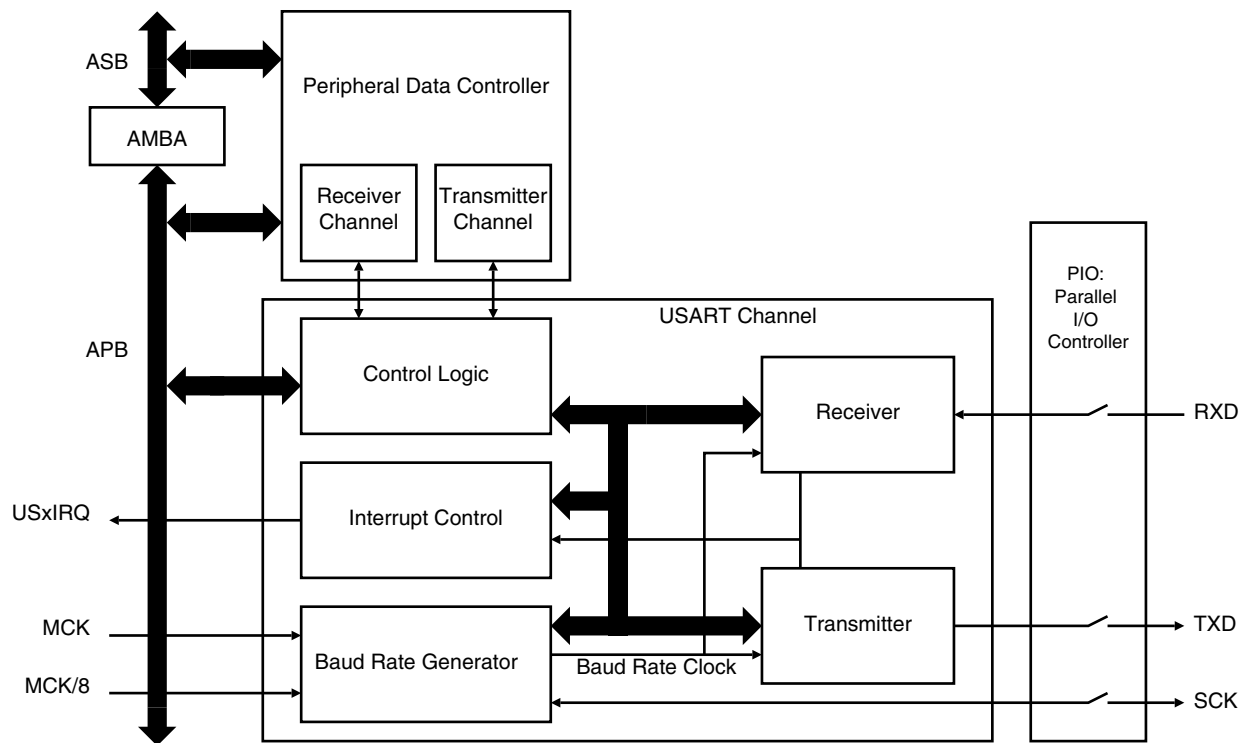 ASB
Peripheral Data Controller
AMBA
Receiver
Channel
Transmitter
Channel
PIO:
Parallel
I/O
Controller
USART Channel
APB
Control Logic
Receiver
RXD
USxIRQ
Interrupt Control
MCK
Baud Rate Generator
Transmitter
TXD
Baud Rate Clock
MCK/8
SCK